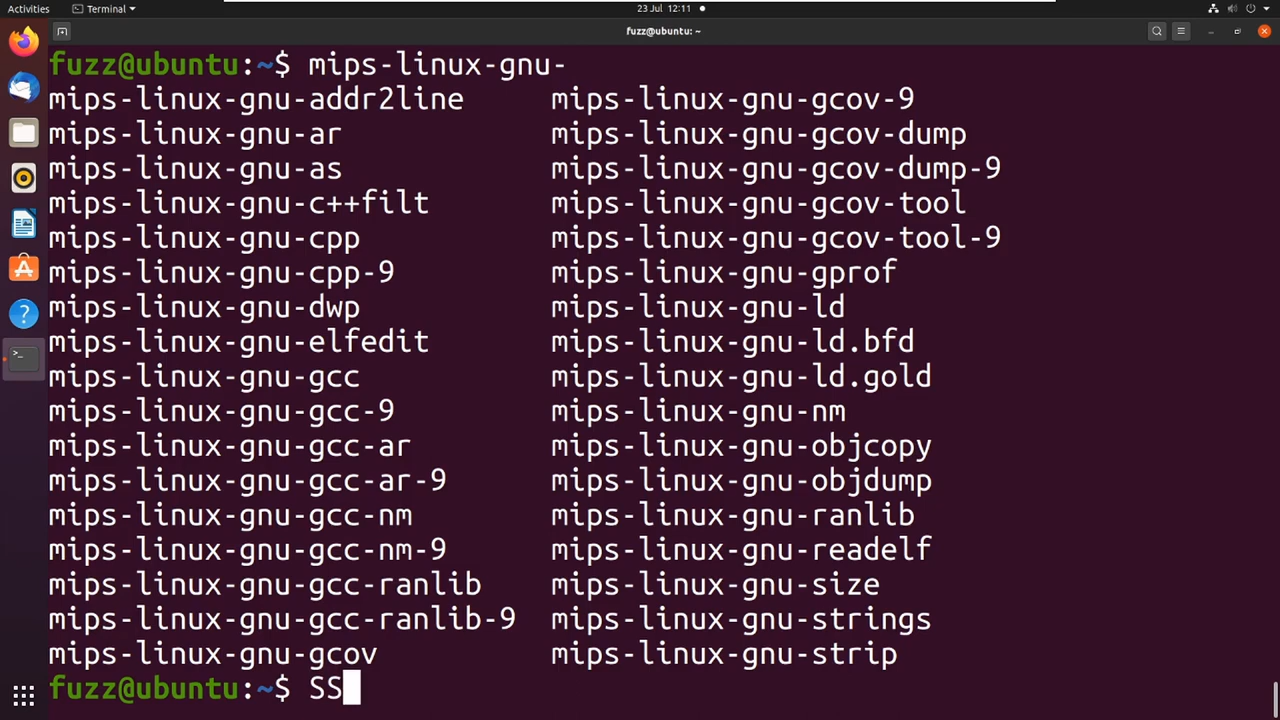 Activities Terminal 23 Jul 12:11
fuzz@ubuntu: ~
fuzz@ubuntu:~$ mips-linux-gnu-
mips-linux-gnu-addr2line mips-linux-gnu-gcov-9
mips-linux-gnu-ar mips-linux-gnu-gcov-dump
mips-linux-gnu-as mips-linux-gnu-gcov-dump-9
mips-linux-gnu-c++filt mips-linux-gnu-gcov-tool
mips-linux-gnu-cpp mips-linux-gnu-gcov-tool-9
mips-linux-gnu-cpp-9 mips-linux-gnu-gprof
mips-linux-gnu-dwp mips-linux-gnu-ld
mips-linux-gnu-elfedit mips-linux-gnu-ld.bfd
mips-linux-gnu-gcc mips-linux-gnu-ld.gold
mips-linux-gnu-gcc-9 mips-linux-gnu-nm
mips-linux-gnu-gcc-ar mips-linux-gnu-objcopy
mips-linux-gnu-gcc-ar-9 mips-linux-gnu-objdump
mips-linux-gnu-gcc-nm mips-linux-gnu-ranlib
mips-linux-gnu-gcc-nm-9 mips-linux-gnu-readelf
mips-linux-gnu-gcc-ranlib mips-linux-gnu-size
mips-linux-gnu-gcc-ranlib-9 mips-linux-gnu-strings
mips-linux-gnu-gcov mips-linux-gnu-strip
fuzz@ubuntu:~$ SS